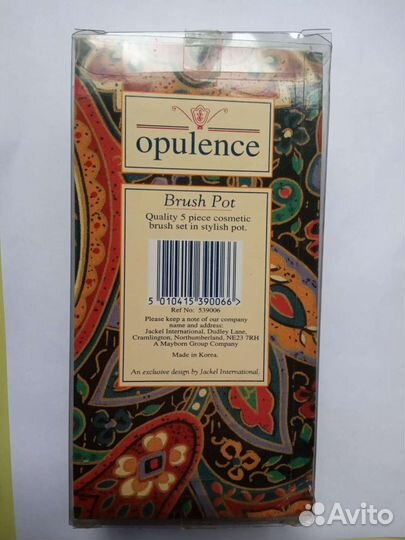 opulence
Brush Pot
Quality 5 piece cosmetic
brush set in stylish pot.
5 010415 390066 >
Ref No: 539006
Please keep a note of our company
name and address:
Jackel International, Dudley Lane,
Cramlington, Northumberland, NE23 7RH
A Mayborn Group Company
Made in Korea.
An exclusive design by Jackel International.
Avito